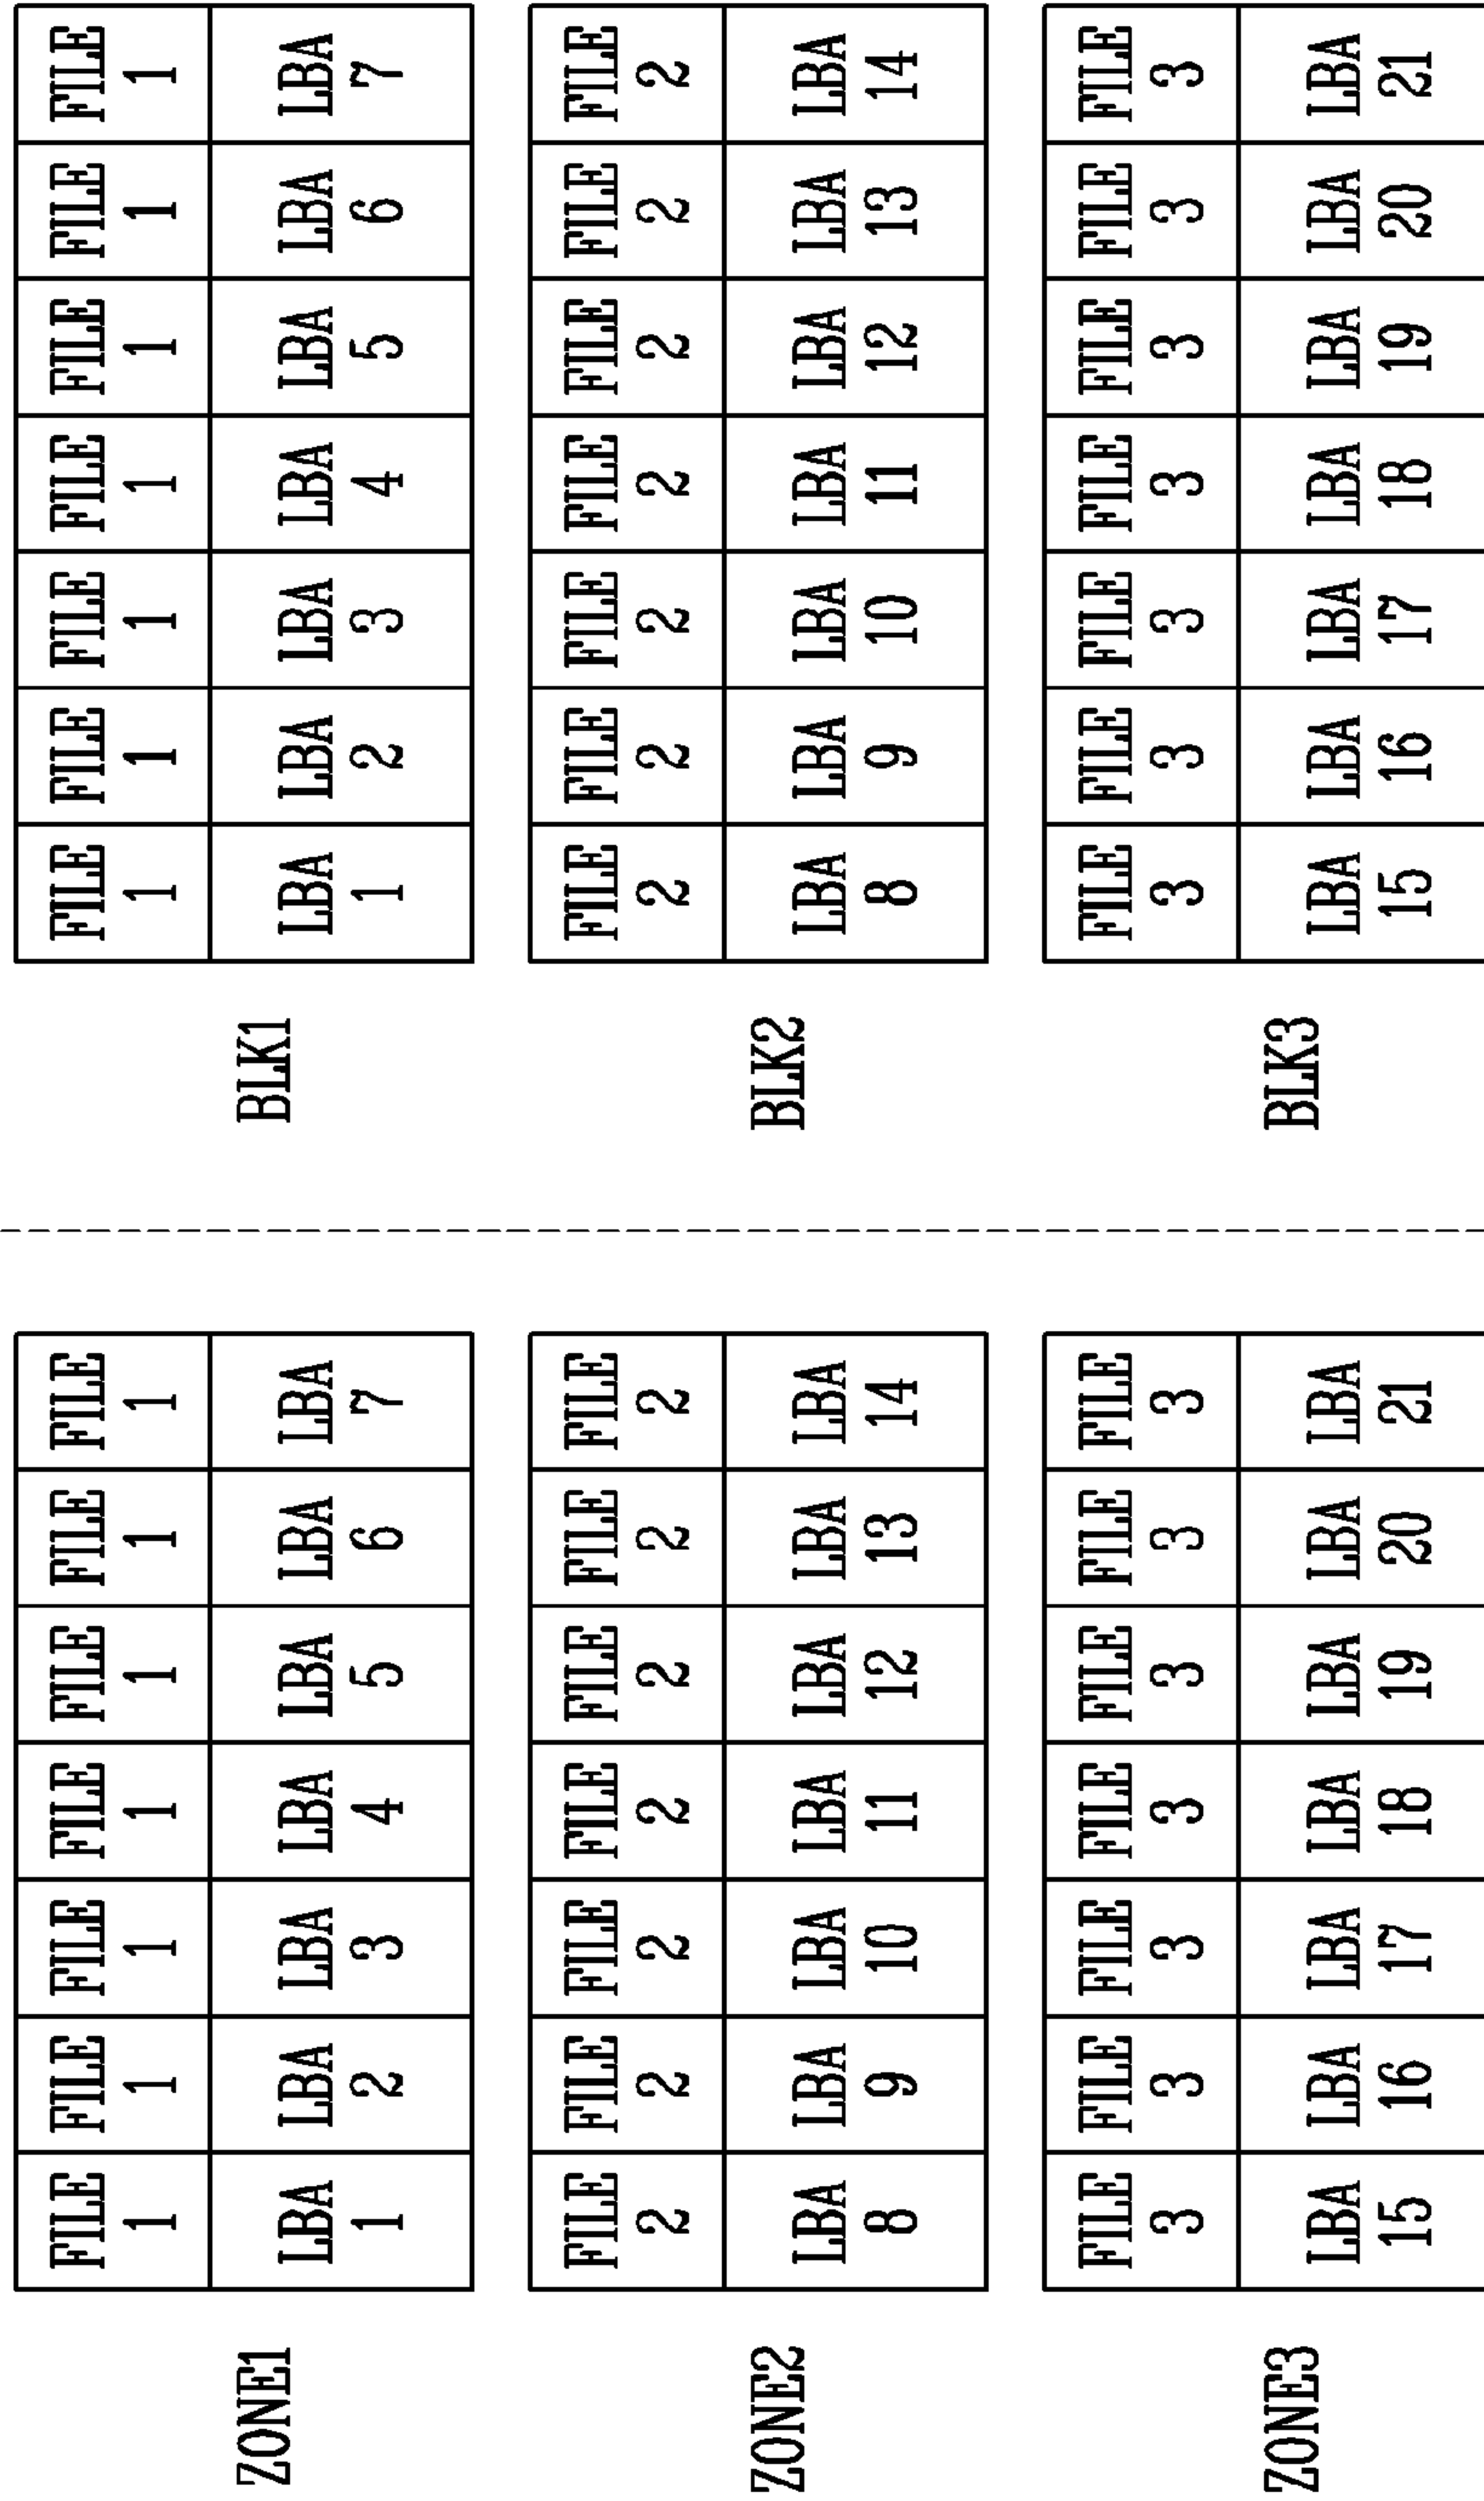 FILE FILE FILE FILE FILE FILE FILE FILE FILE FILE FILE FILE FILE FILE
1 1 1 1 1 1 1 1 1 1 1 1 1 1
ZONE1 BLK1
LBA LBA LBA LBA LBA LBA LBA LBA LBA LBA LBA LBA LBA LBA
1 2 3 4 5 6 7 1 2 3 4 5 6 7
FILE FILE FILE FILE FILE FILE FILE FILE FILE FILE FILE FILE FILE FILE
2 2 2 2 2 2 2 2 2 2 2 2 2 2
ZONE2 BLK2
LBA LBA LBA LBA LBA LBA LBA LBA LBA LBA LBA LBA LBA LBA
8 9 10 11 12 13 14 8 9 10 11 12 13 14
FILE FILE FILE FILE FILE FILE FILE FILE FILE FILE FILE FILE FILE FILE
3 3 3 3 3 3 3 3 3 3 3 3 3 3
ZONE3 BLK3
LBA LBA LBA LBA LBA LBA LBA LBA LBA LBA LBA LBA LBA LBA
15 16 17 18 19 20 21 15 16 17 18 19 20 21